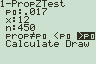 1-PropZTest
p₀:.017
x:12
n:450
prop≠p₀ <p₀ >p₀
Calculate Draw